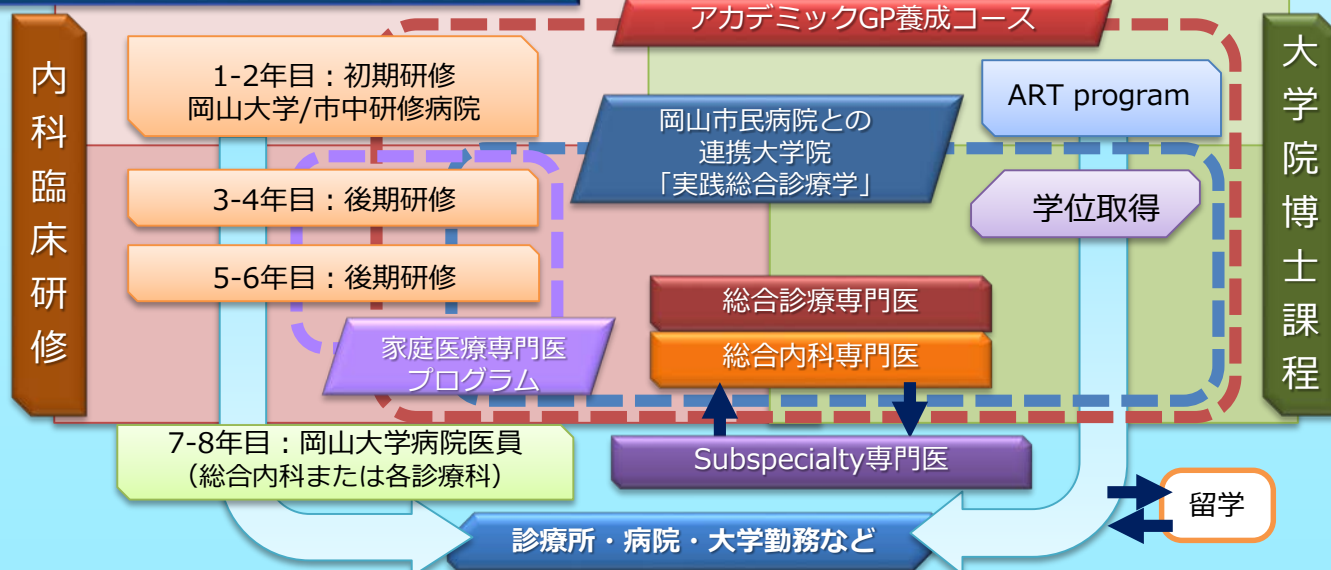 アカデミックGP養成コース
内科臨床研修
1-2年目：初期研修
岡山大学/市中研修病院
岡山市民病院との
連携大学院
「実践総合診療学」
ART program
大学院博士課程
3-4年目：後期研修
学位取得
5-6年目：後期研修
総合診療専門医
家庭医療専門医
プログラム
総合内科専門医
7-8年目：岡山大学病院医員
（総合内科または各診療科）
Subspecialty専門医
留学
診療所・病院・大学勤務など